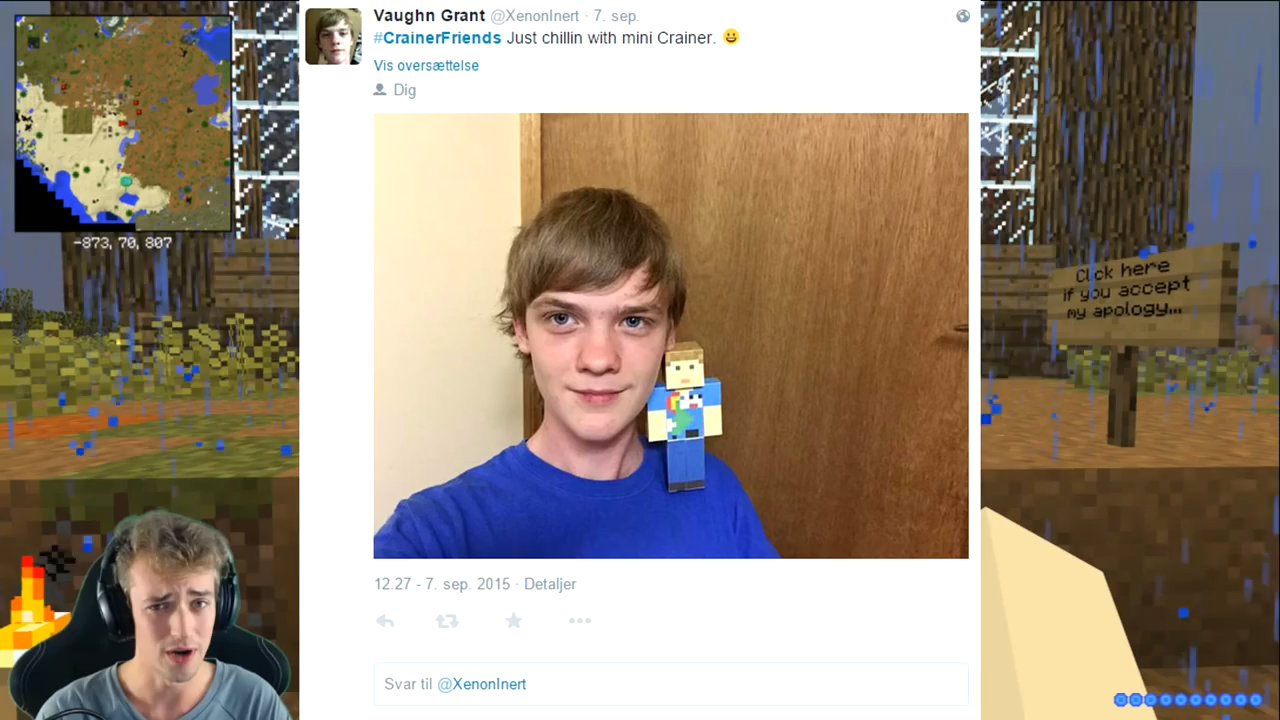 Vaughn Grant @XenonInert · 7. sep.
#CrainerFriends Just chillin with mini Crainer. 😀
Vis oversættelse
Dig
-873, 70, 807
Click here
if you accept
my apology...
12.27 - 7. sep. 2015 · Detaljer
Svar til @XenonInert